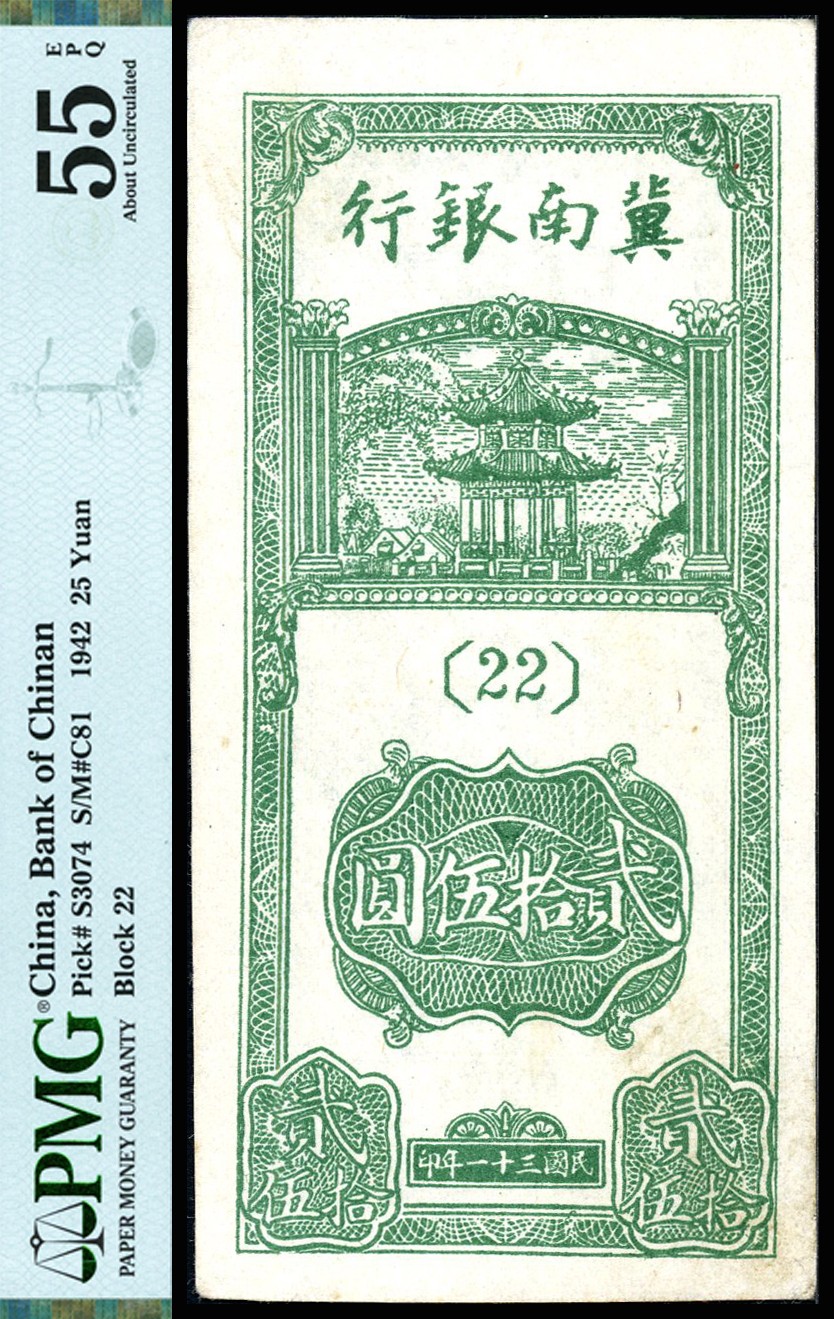 PMG®
PAPER MONEY GUARANTY
China, Bank of Chinan
Pick# S3074 S/M#C81 1942 25 Yuan
Block 22
55
EPQ
About Uncirculated
冀南銀行
(22)
貳拾伍圓
貳
拾伍
民國三十一年印
貳
拾伍